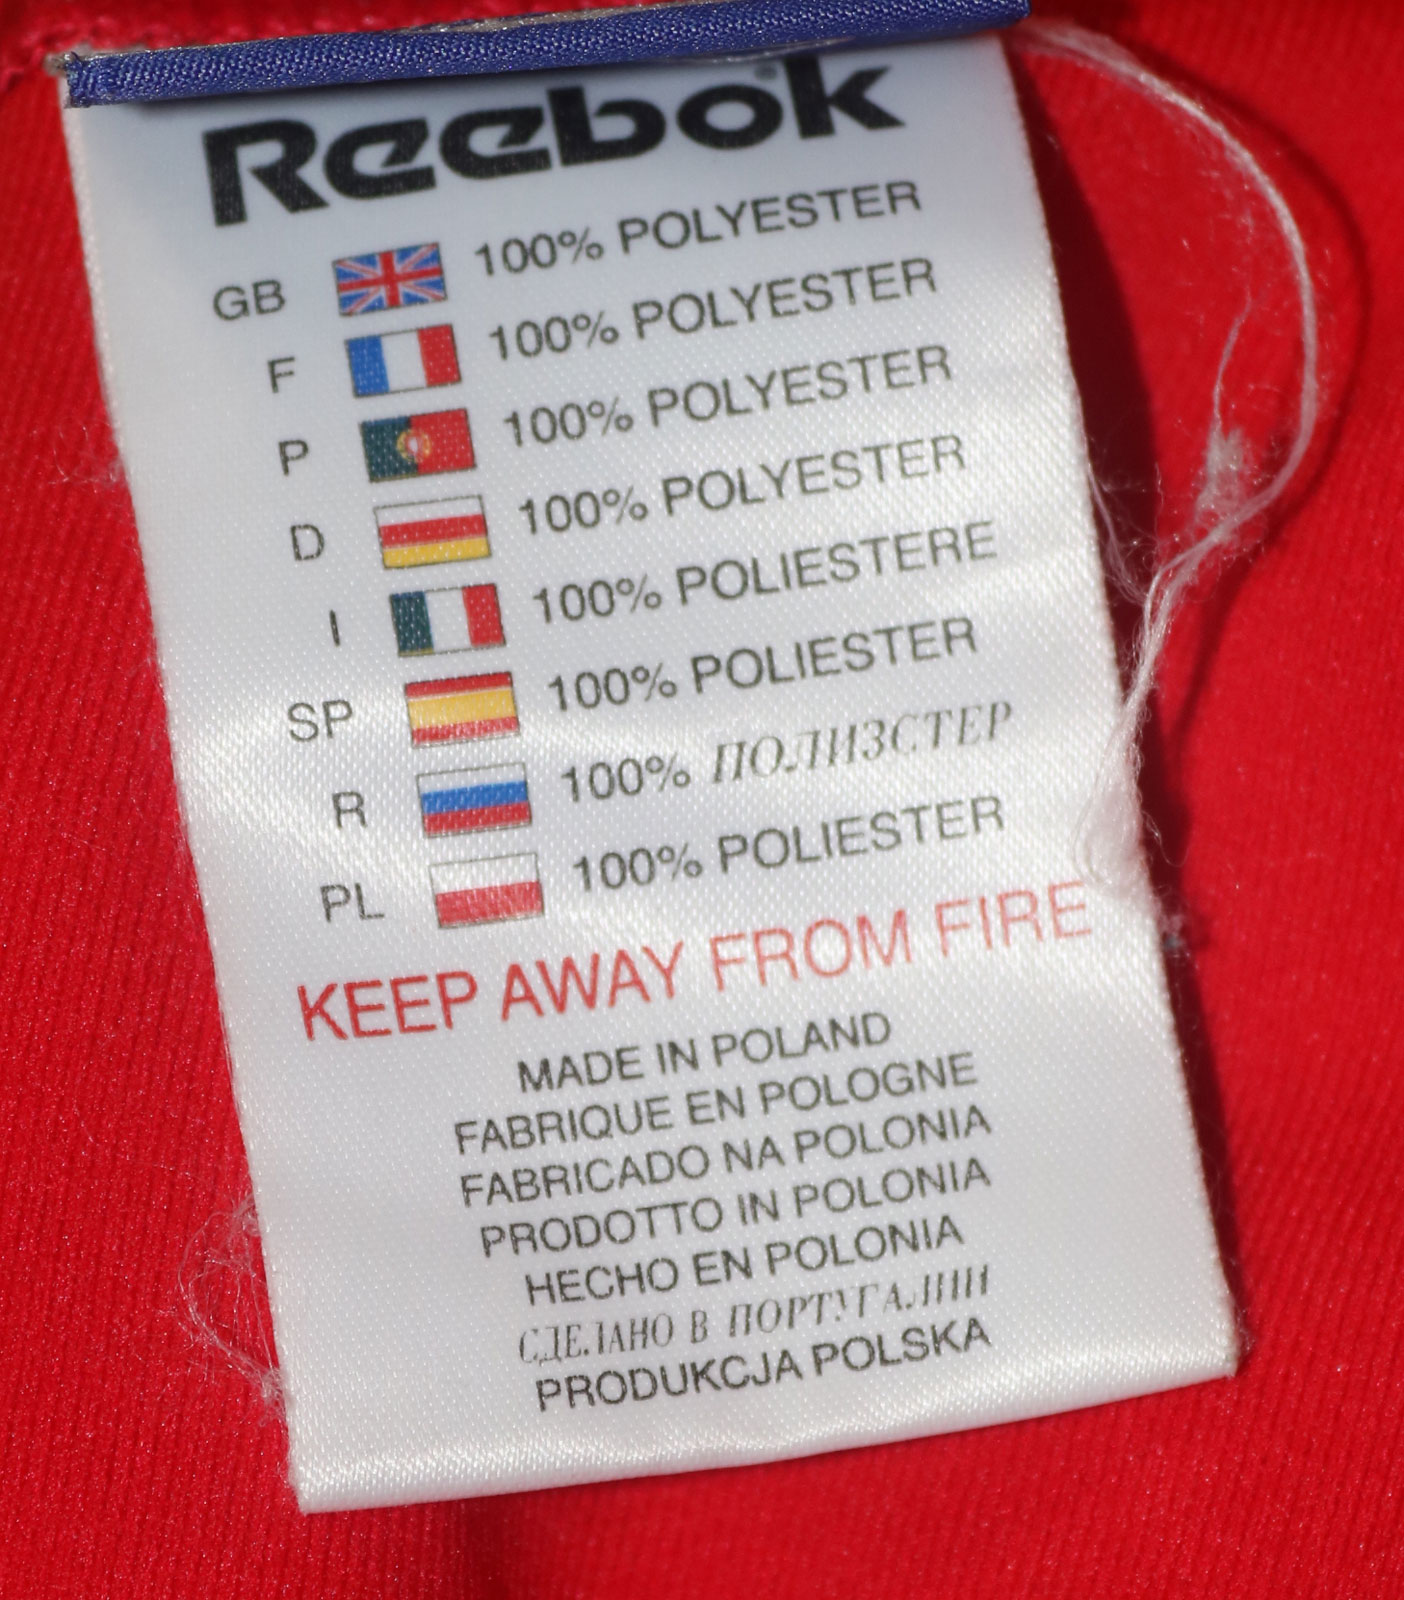 Reebok®
GB 100% POLYESTER
F 100% POLYESTER
P 100% POLYESTER
D 100% POLYESTER
I 100% POLIESTERE
SP 100% POLIESTER
R 100% ПОЛИЗСТЕР
PL 100% POLIESTER
KEEP AWAY FROM FIRE
MADE IN POLAND
FABRIQUE EN POLOGNE
FABRICADO NA POLONIA
PRODOTTO IN POLONIA
HECHO EN POLONIA
СДЕЛАНО В ПОРТУГАЛИИ
PRODUKCJA POLSKA